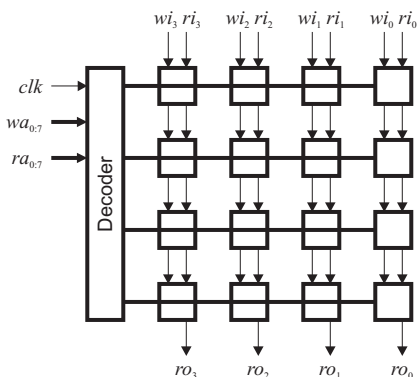 wi₃ ri₃ wi₂ ri₂ wi₁ ri₁ wi₀ ri₀
clk
wa₀:₇
ra₀:₇
Decoder
ro₃ ro₂ ro₁ ro₀